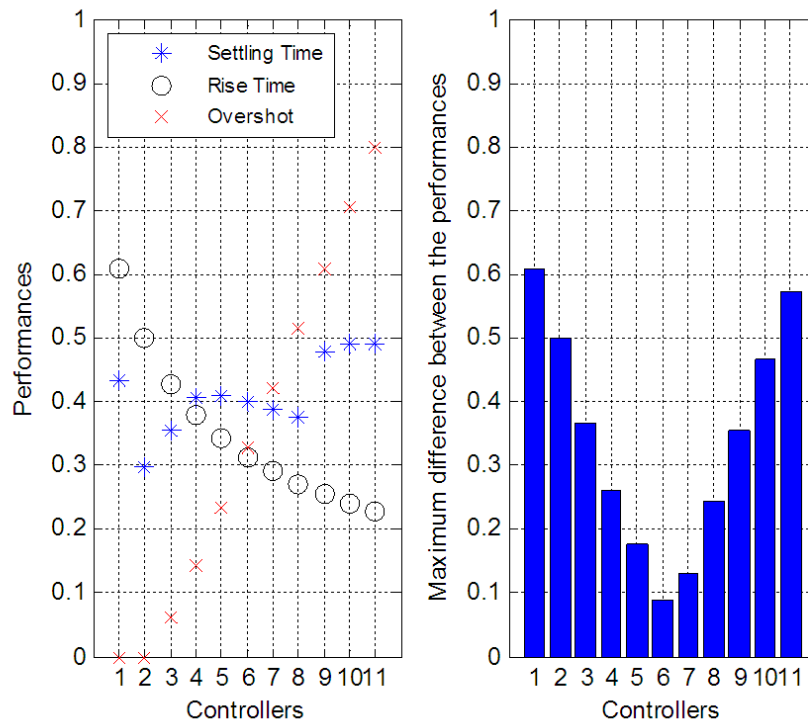 1
0.9
0.8
0.7
0.6
0.5
0.4
0.3
0.2
0.1
0
Performances
Settling Time
Rise Time
Overshot
1 2 3 4 5 6 7 8 9 10 11
Controllers
1
0.9
0.8
0.7
0.6
0.5
0.4
0.3
0.2
0.1
0
Maximum difference between the performances
1 2 3 4 5 6 7 8 9 10 11
Controllers